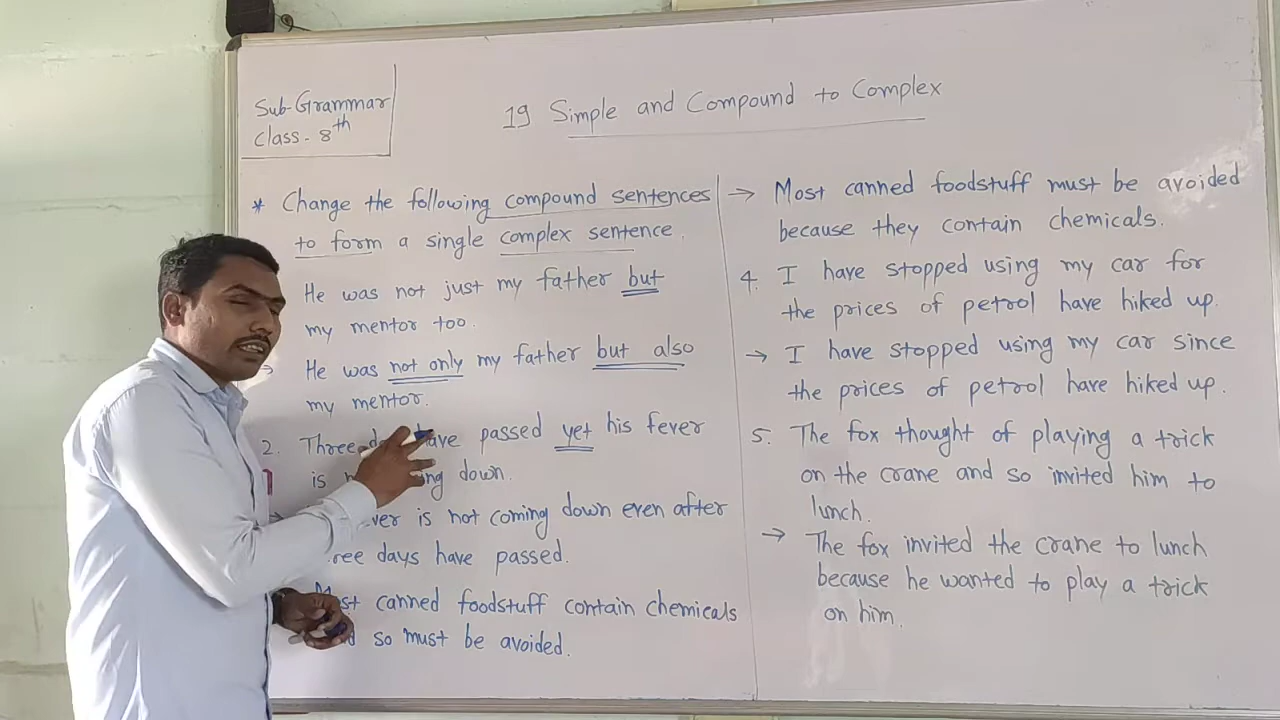 Sub-Grammar
Class- 8th
19 Simple and Compound to Complex
* Change the following compound sentences
to form a single complex sentence.
He was not just my father but
my mentor too.
He was not only my father but also
my mentor.
2. Three have passed yet his fever
is down.
is not coming down even after
days have passed.
canned foodstuff contain chemicals
so must be avoided.
→ Most canned foodstuff must be avoided
because they contain chemicals.
4. I have stopped using my car for
the prices of petrol have hiked up.
→ I have stopped using my car since
the prices of petrol have hiked up.
5. The fox thought of playing a trick
on the crane and so invited him to
lunch.
→ The fox invited the crane to lunch
because he wanted to play a trick
on him.